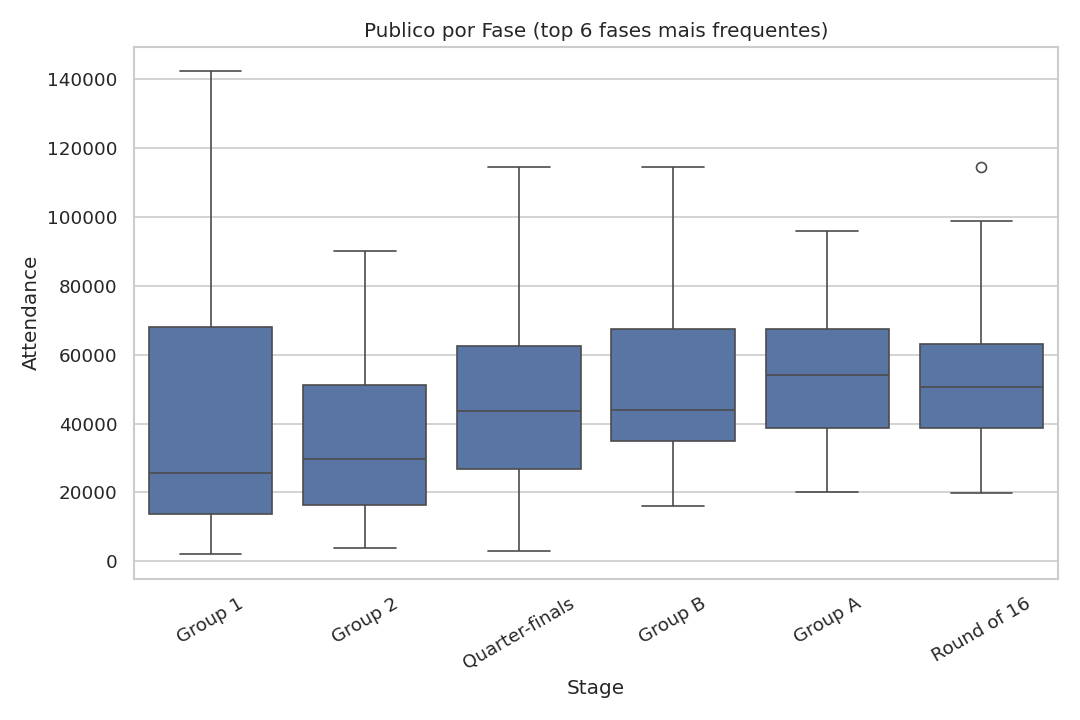 Publico por Fase (top 6 fases mais frequentes)
140000
120000
100000
80000
60000
40000
20000
0
Attendance
Group 1
Group 2
Quarter-finals
Group B
Group A
Round of 16
Stage